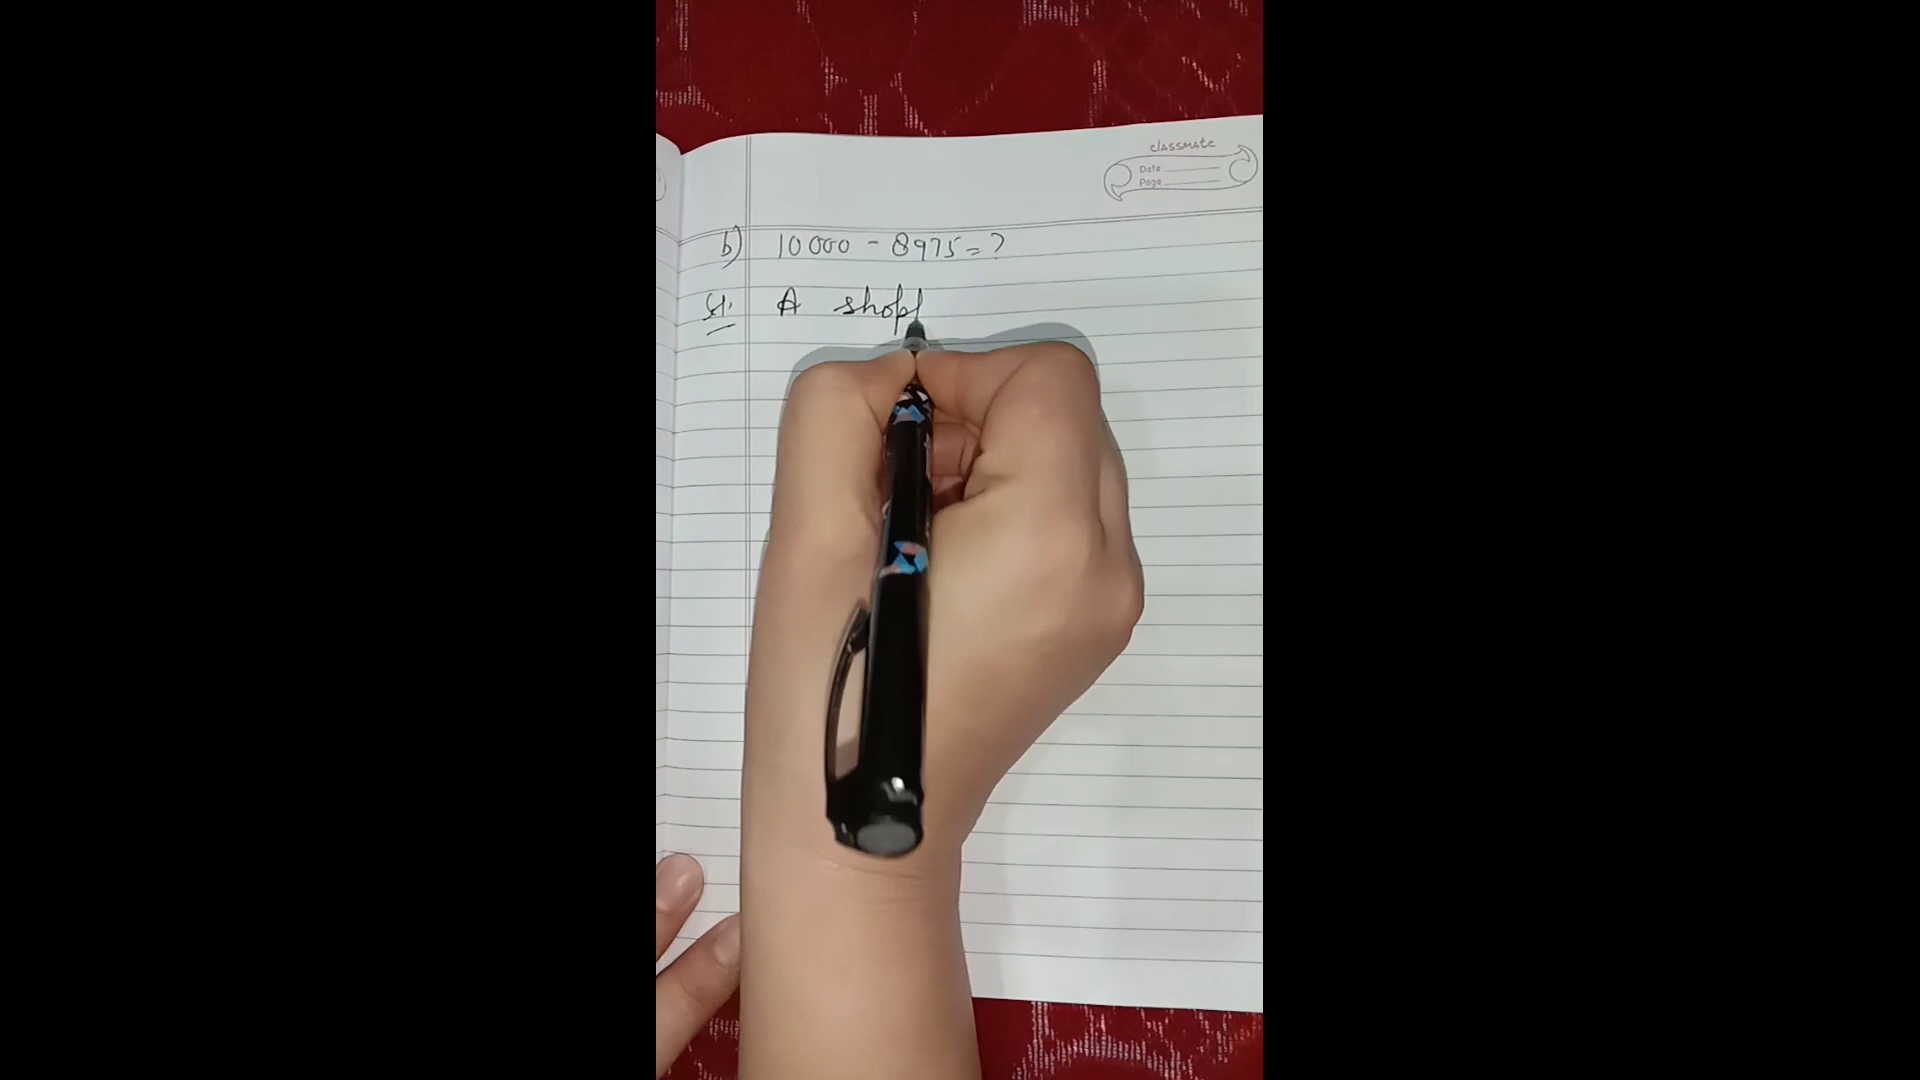 classmate
Date
Page
b) 10000 - 8975 = ?
A shop